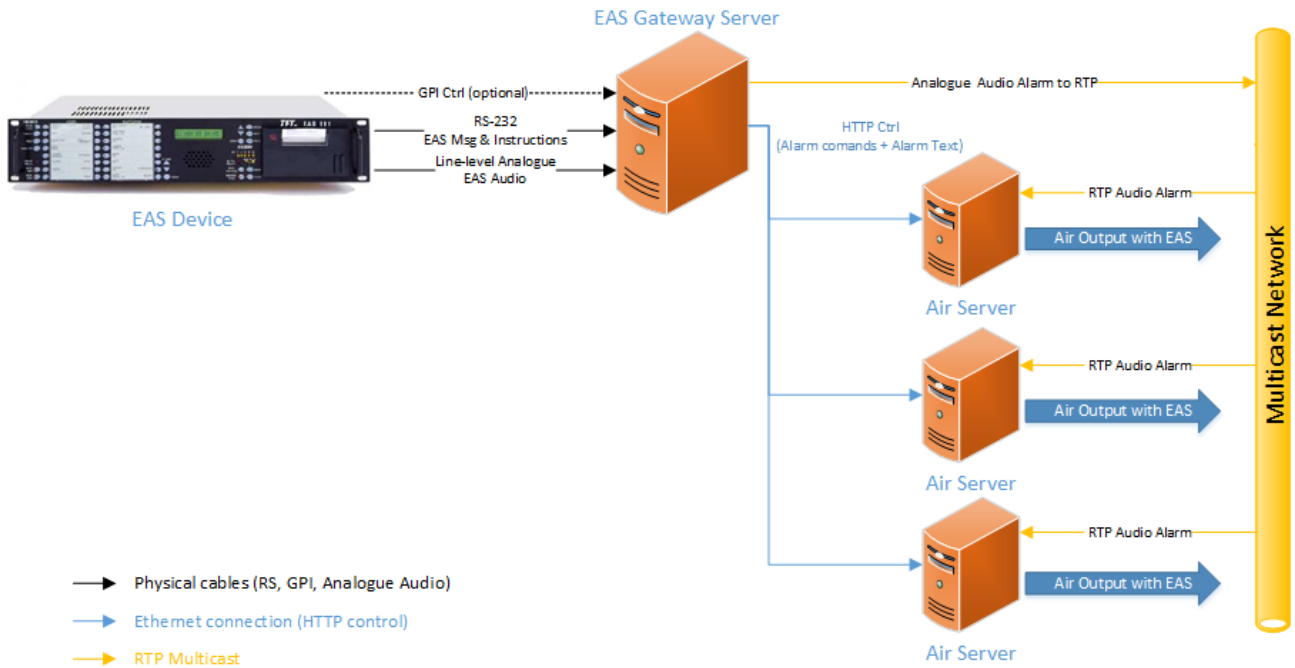 EAS Gateway Server
GPI Ctrl (optional)
RS-232
EAS Msg & Instructions
Line-level Analogue
EAS Audio
TFT
EAS 911
EAS Device
Analogue Audio Alarm to RTP
HTTP Ctrl
(Alarm comands + Alarm Text)
RTP Audio Alarm
Air Output with EAS
Air Server
RTP Audio Alarm
Air Output with EAS
Air Server
RTP Audio Alarm
Air Output with EAS
Air Server
Multicast Network
Physical cables (RS, GPI, Analogue Audio)
Ethernet connection (HTTP control)
RTP Multicast